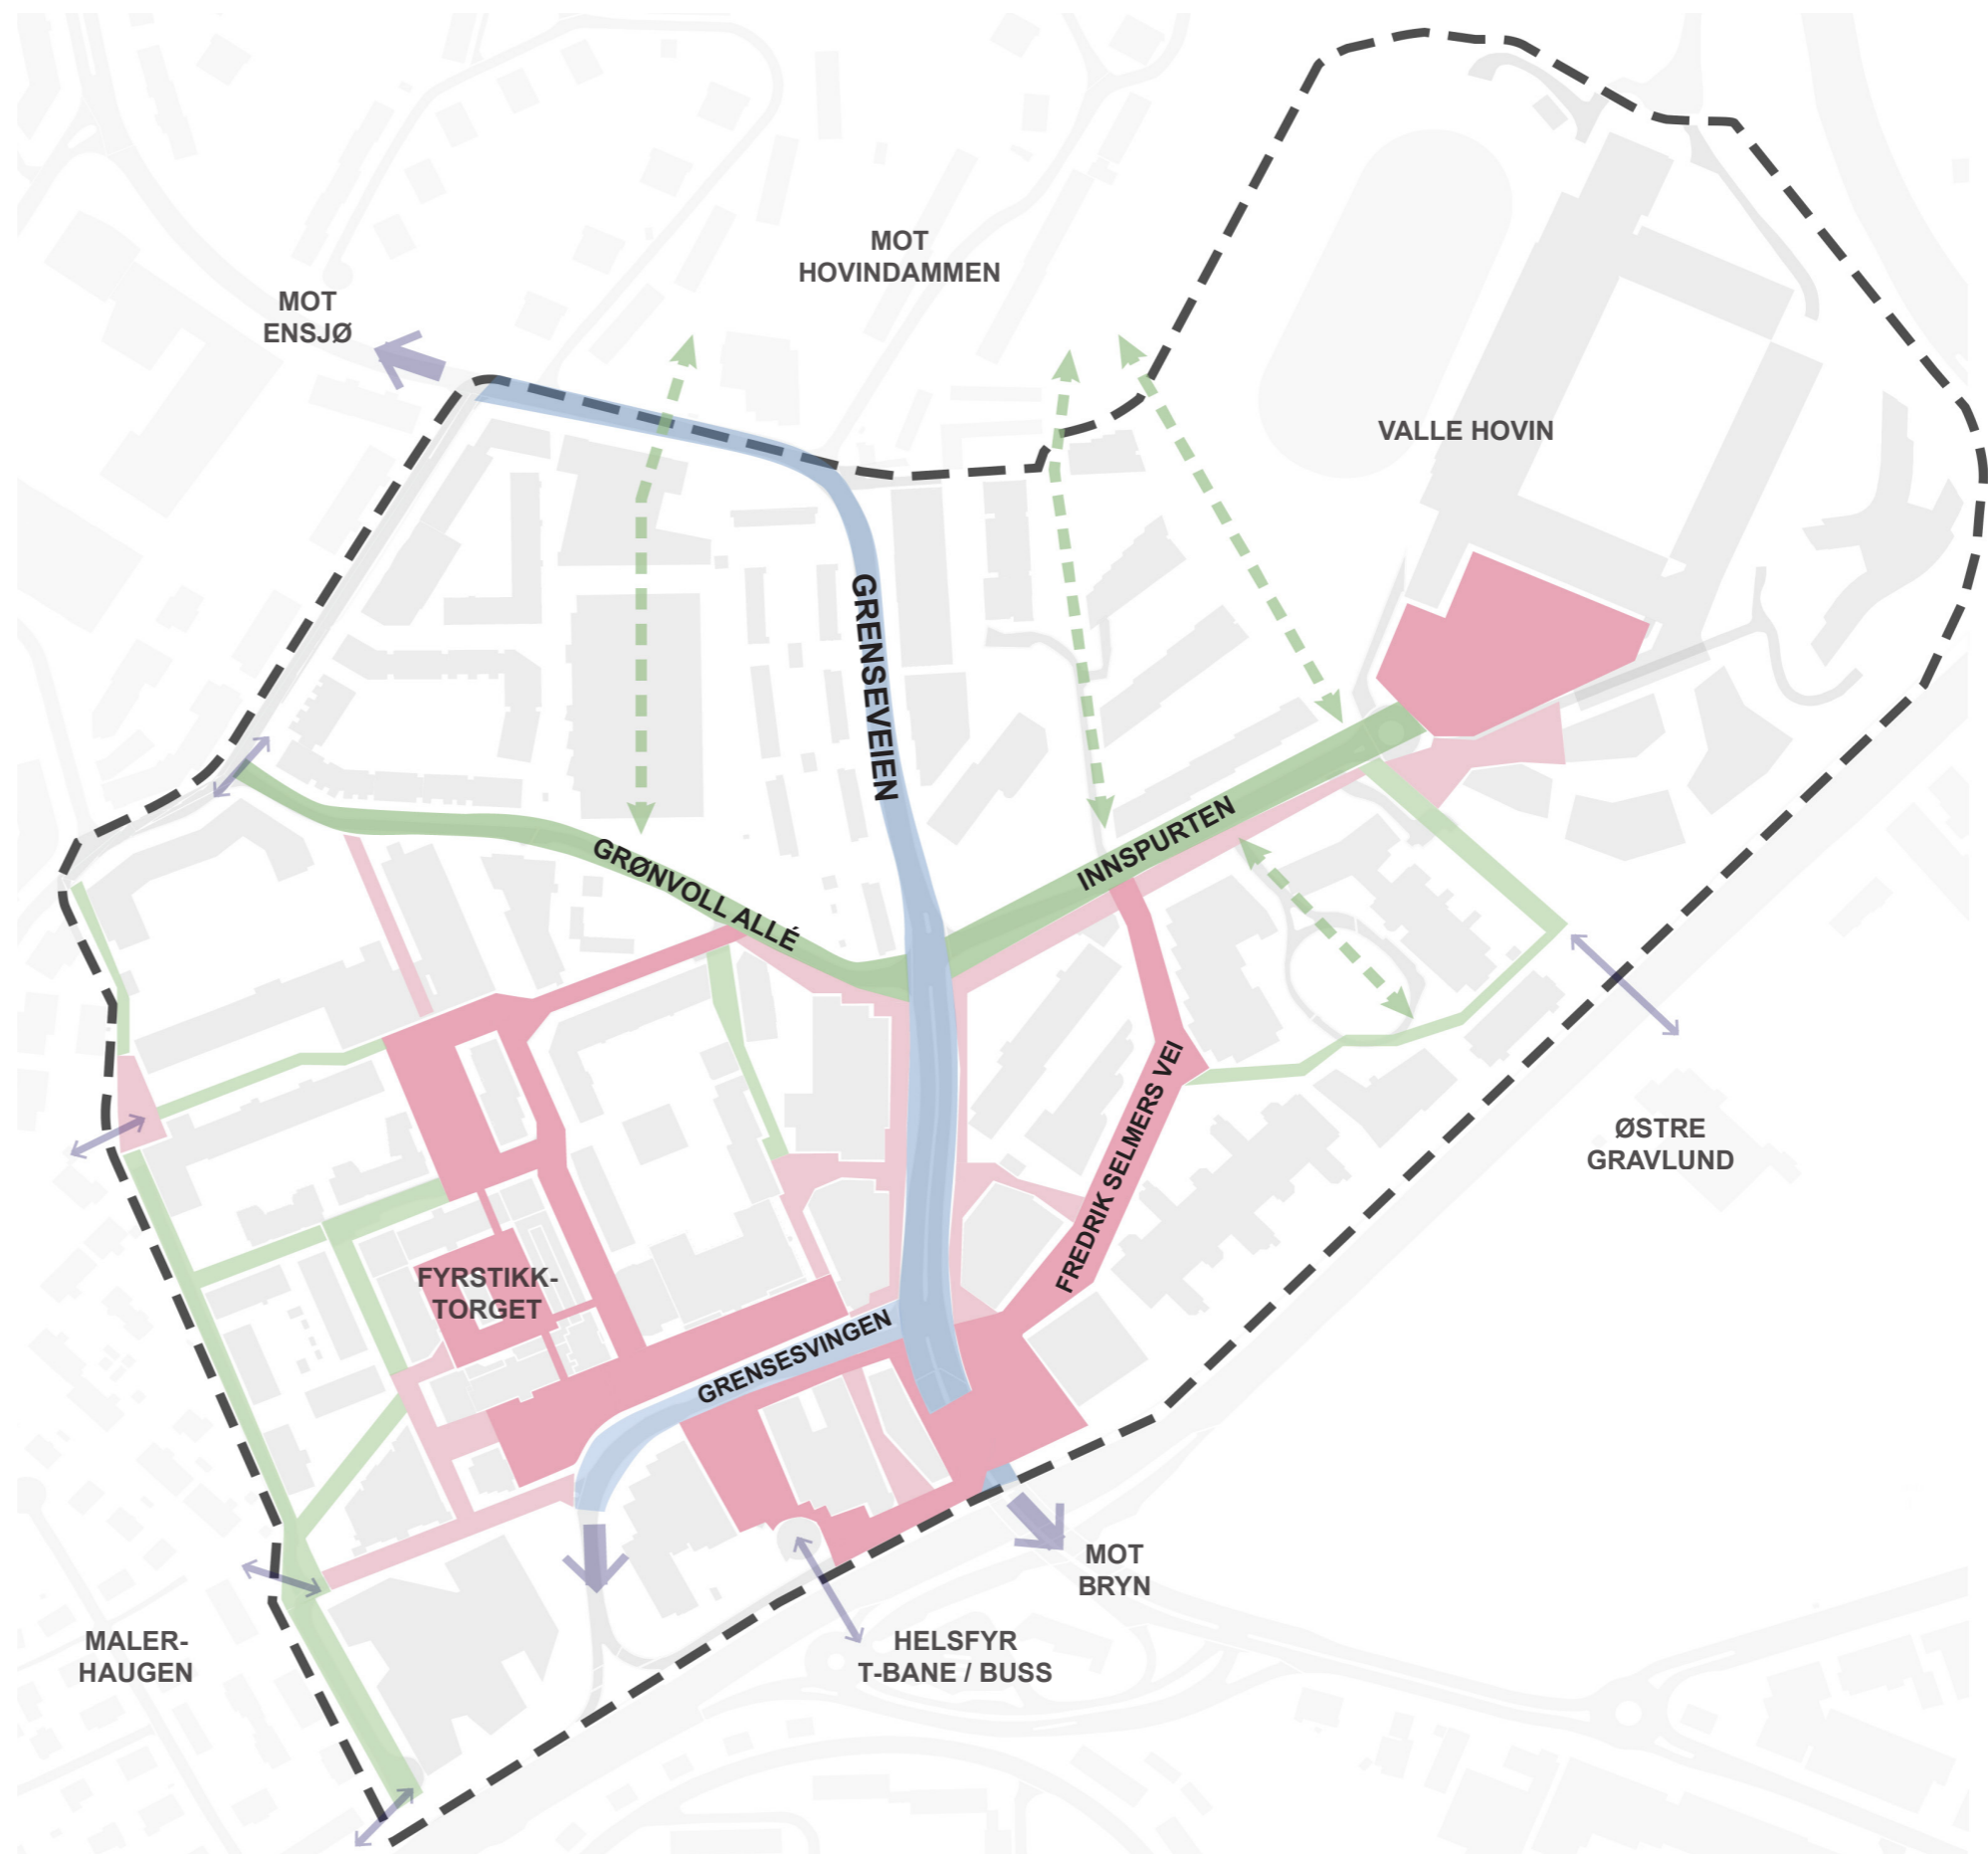 MOT
HOVINDAMMEN
MOT
ENSJØ
VALLE HOVIN
GRENSEVEIEN
INNSPURTEN
GRØNVOLL ALLÉ
FREDRIK SELMERS VEI
ØSTRE
GRAVLUND
FYRSTIKK-
TORGET
GRENSESVINGEN
MOT
BRYN
MALER-
HAUGEN
HELSFYR
T-BANE / BUSS